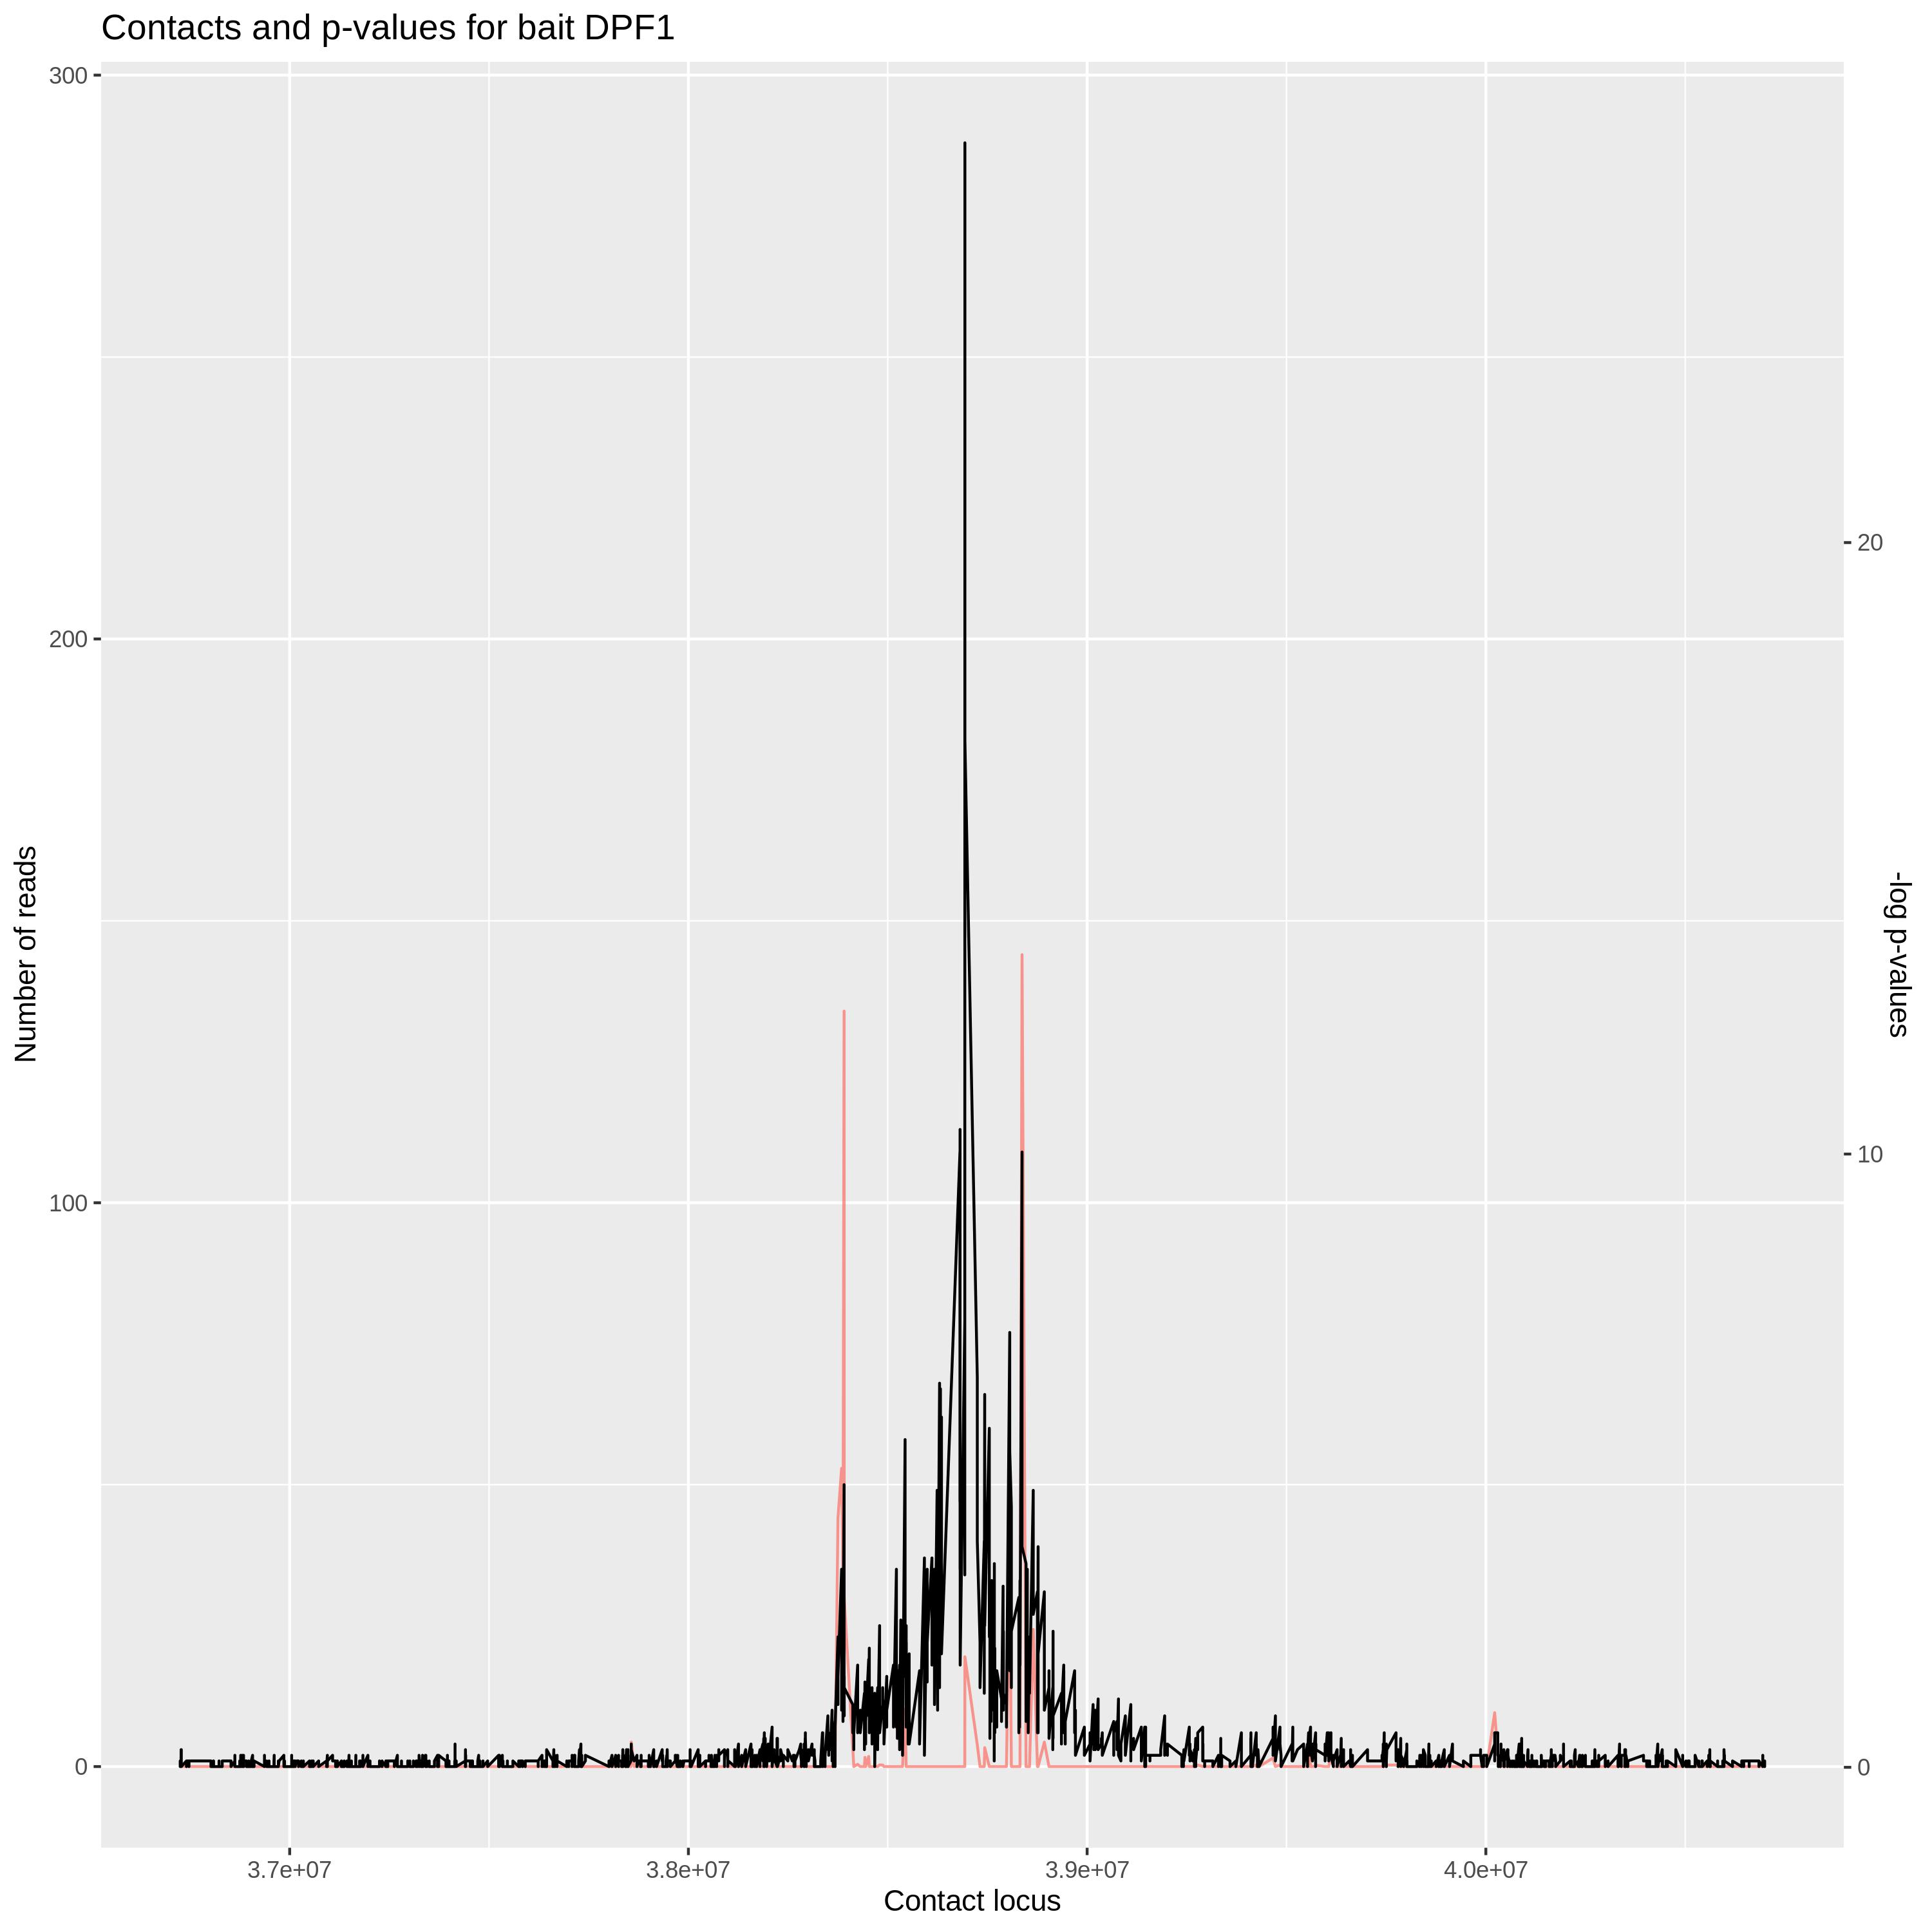 Contacts and p-values for bait DPF1
300
200
100
0
Number of reads
20
10
0
-log p-values
3.7e+07
3.8e+07
3.9e+07
4.0e+07
Contact locus